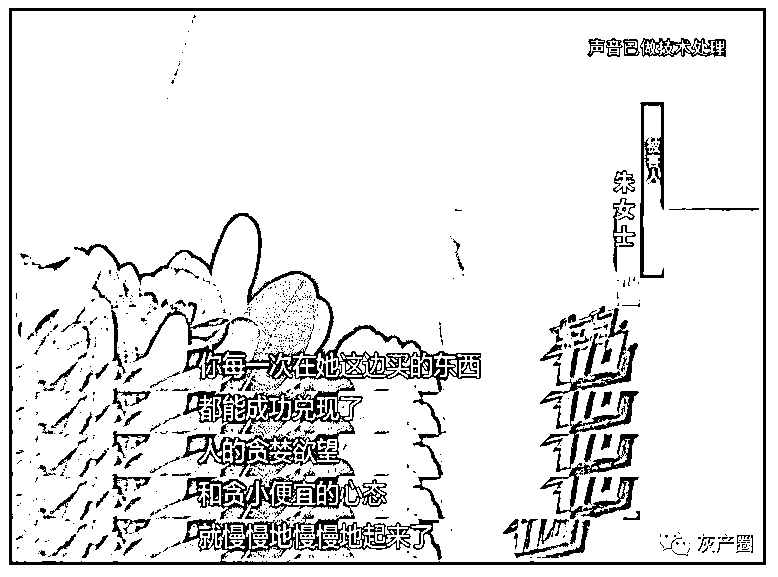 声音已做技术处理
被害人
朱女士
你每一次在她这边买的东西
都能成功兑现了
人的贪婪欲望
和贪小便宜的心态
就慢慢地慢慢地起来了
灰产圈